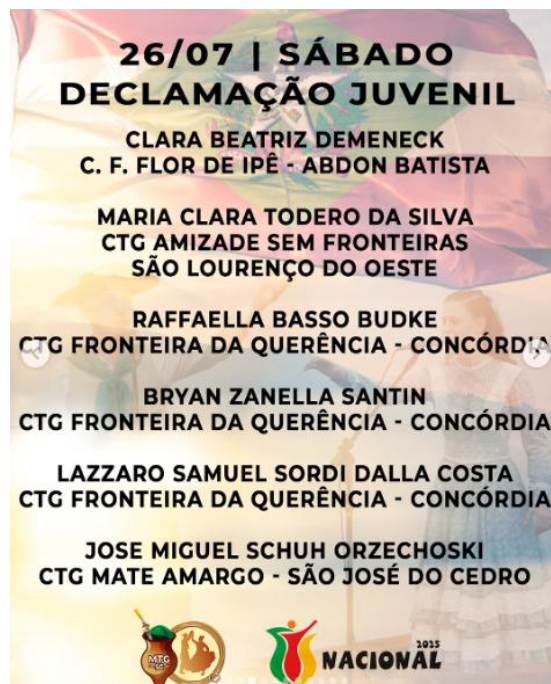 26/07 | SÁBADO
DECLAMAÇÃO JUVENIL
CLARA BEATRIZ DEMENECK
C. F. FLOR DE IPÊ - ABDON BATISTA
MARIA CLARA TODERO DA SILVA
CTG AMIZADE SEM FRONTEIRAS
SÃO LOURENÇO DO OESTE
RAFFAELLA BASSO BUDKE
CTG FRONTEIRA DA QUERÊNCIA - CONCÓRDIA
BRYAN ZANELLA SANTIN
CTG FRONTEIRA DA QUERÊNCIA - CONCÓRDIA
LAZZARO SAMUEL SORDI DALLA COSTA
CTG FRONTEIRA DA QUERÊNCIA - CONCÓRDIA
JOSE MIGUEL SCHUH ORZECHOSKI
CTG MATE AMARGO - SÃO JOSÉ DO CEDRO
MTG
SC
2025
NACIONAL